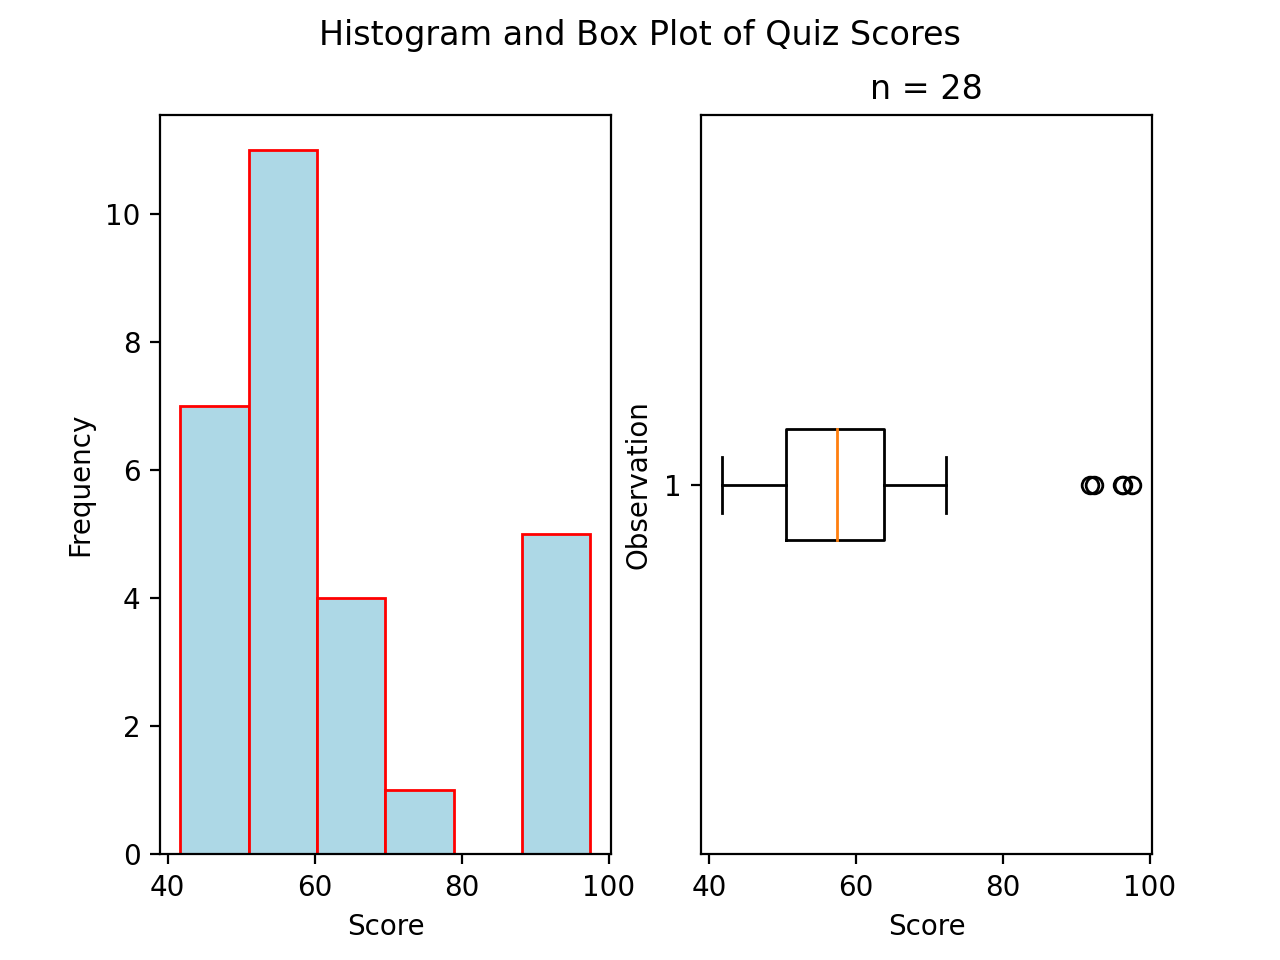 Histogram and Box Plot of Quiz Scores
10
8
6
4
2
0
Frequency
40 60 80 100
Score
n = 28
Observation
1
40 60 80 100
Score